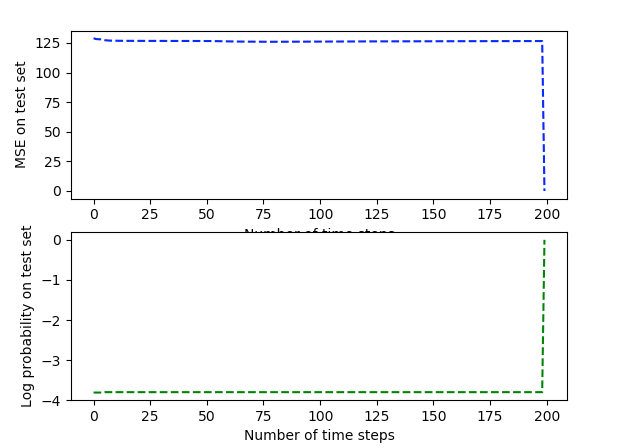 MSE on test set
125
100
75
50
25
0
0 25 50 75 100 125 150 175 200
Number of time steps
Log probability on test set
0
−1
−2
−3
−4
0 25 50 75 100 125 150 175 200
Number of time steps